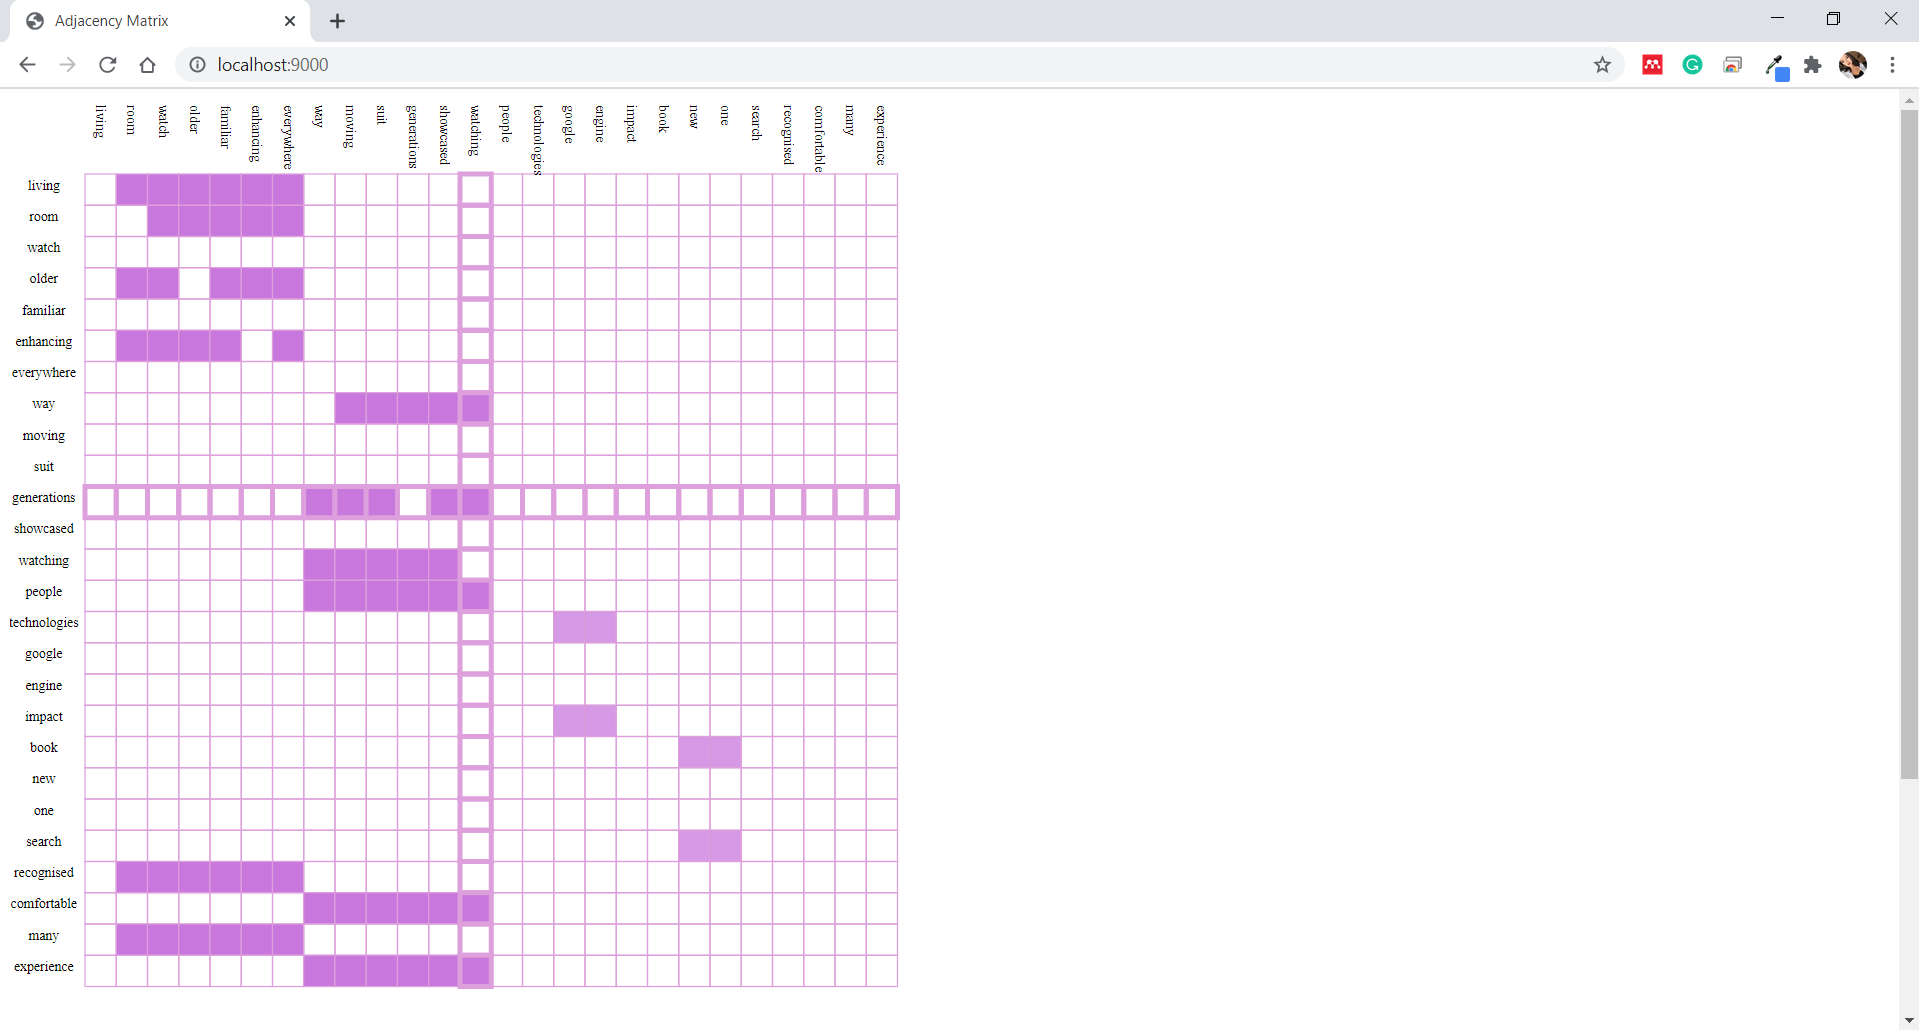 Adjacency Matrix
localhost:9000
living room watch older familiar enhancing everywhere way moving suit generations showcased watching people technologies google engine impact book new one search recognised comfortable many experience
living
room
watch
older
familiar
enhancing
everywhere
way
moving
suit
generations
showcased
watching
people
technologies
google
engine
impact
book
new
one
search
recognised
comfortable
many
experience